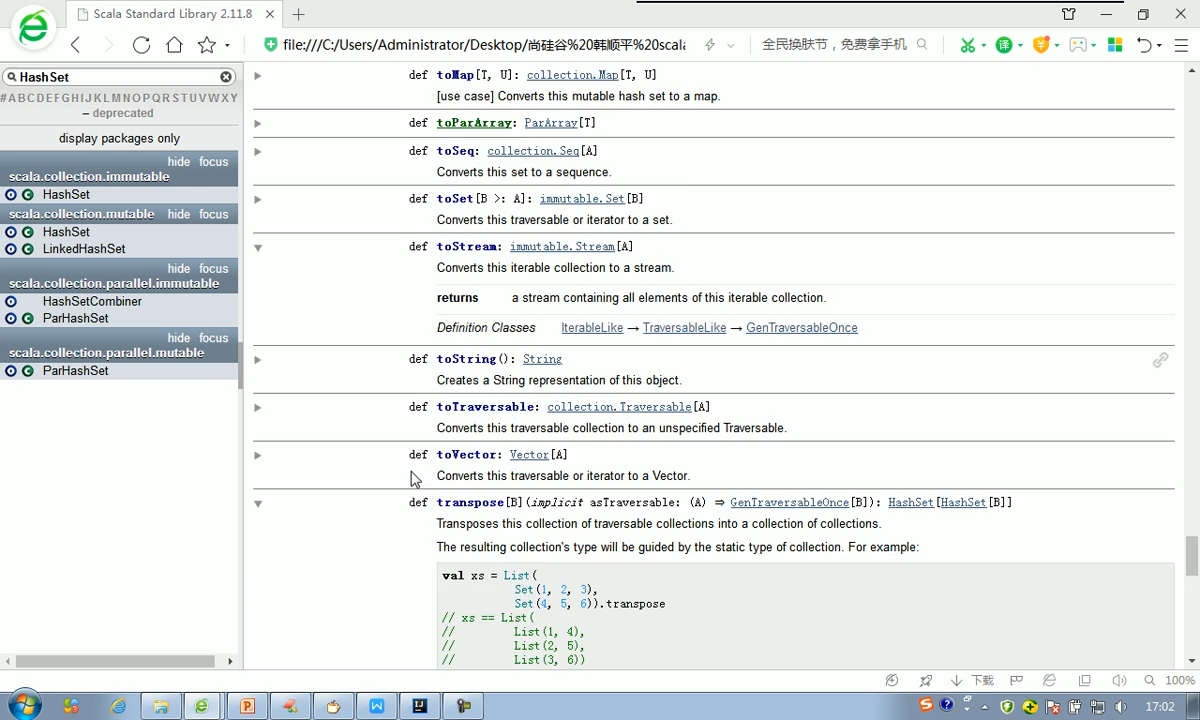 Scala Standard Library 2.11.8
file:///C:/Users/Administrator/Desktop/尚硅谷%20韩顺平%20scala
全民换肤节，免费拿手机
译
HashSet
#ABCDEFGHIJKLMNOPQRSTUVWXY
– deprecated
display packages only
hide focus
scala.collection.immutable
HashSet
scala.collection.mutable hide focus
HashSet
LinkedHashSet
hide focus
scala.collection.parallel.immutable
HashSetCombiner
ParHashSet
hide focus
scala.collection.parallel.mutable
ParHashSet
def toMap[T, U]: collection.Map[T, U]
[use case] Converts this mutable hash set to a map.
def toParArray: ParArray[T]
def toSeq: collection.Seq[A]
Converts this set to a sequence.
def toSet[B >: A]: immutable.Set[B]
Converts this traversable or iterator to a set.
def toStream: immutable.Stream[A]
Converts this iterable collection to a stream.
returns a stream containing all elements of this iterable collection.
Definition Classes IterableLike → TraversableLike → GenTraversableOnce
def toString(): String
Creates a String representation of this object.
def toTraversable: collection.Traversable[A]
Converts this traversable collection to an unspecified Traversable.
def toVector: Vector[A]
Converts this traversable or iterator to a Vector.
def transpose[B](implicit asTraversable: (A) ⇒ GenTraversableOnce[B]): HashSet[HashSet[B]]
Transposes this collection of traversable collections into a collection of collections.
The resulting collection's type will be guided by the static type of collection. For example:
val xs = List(
Set(1, 2, 3),
Set(4, 5, 6)).transpose
// xs == List(
// List(1, 4),
// List(2, 5),
// List(3, 6))
下载
100%
17:02